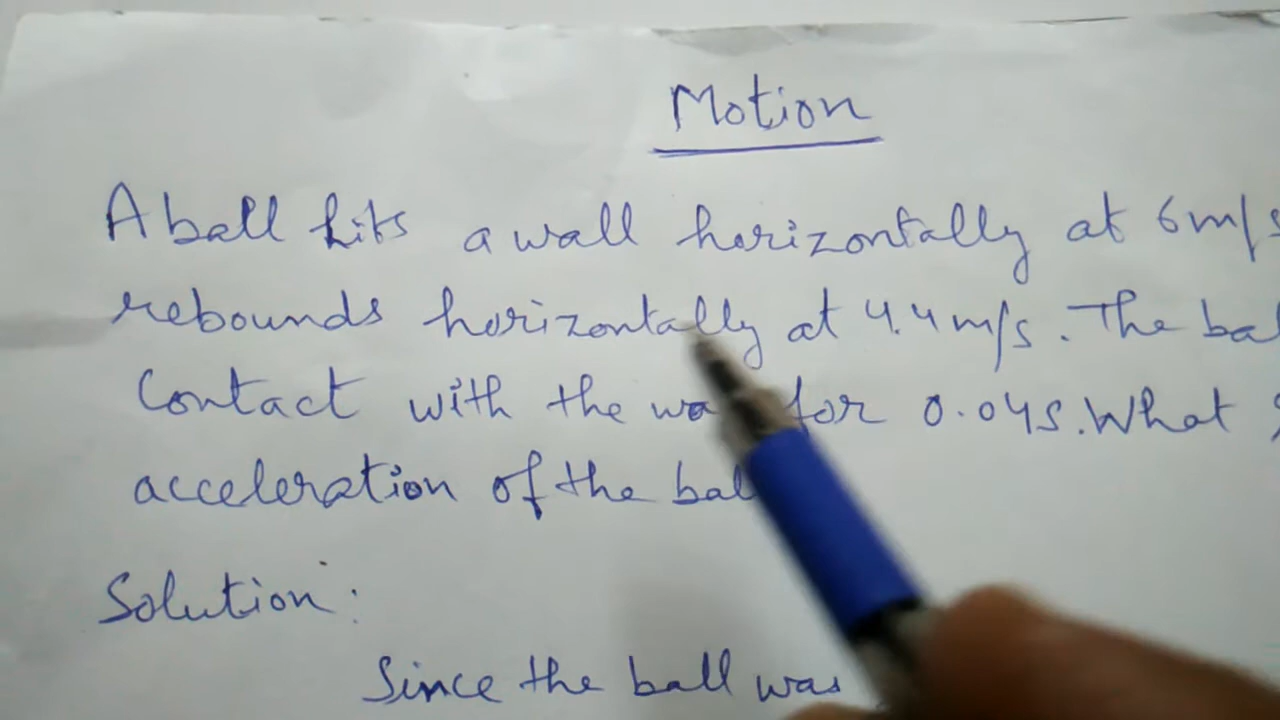 Motion
A ball hits a wall horizontally at 6m/s
rebounds horizontally at 4.4m/s. The
Contact with the for 0.04s. What
acceleration of the
Solution:
Since the ball was